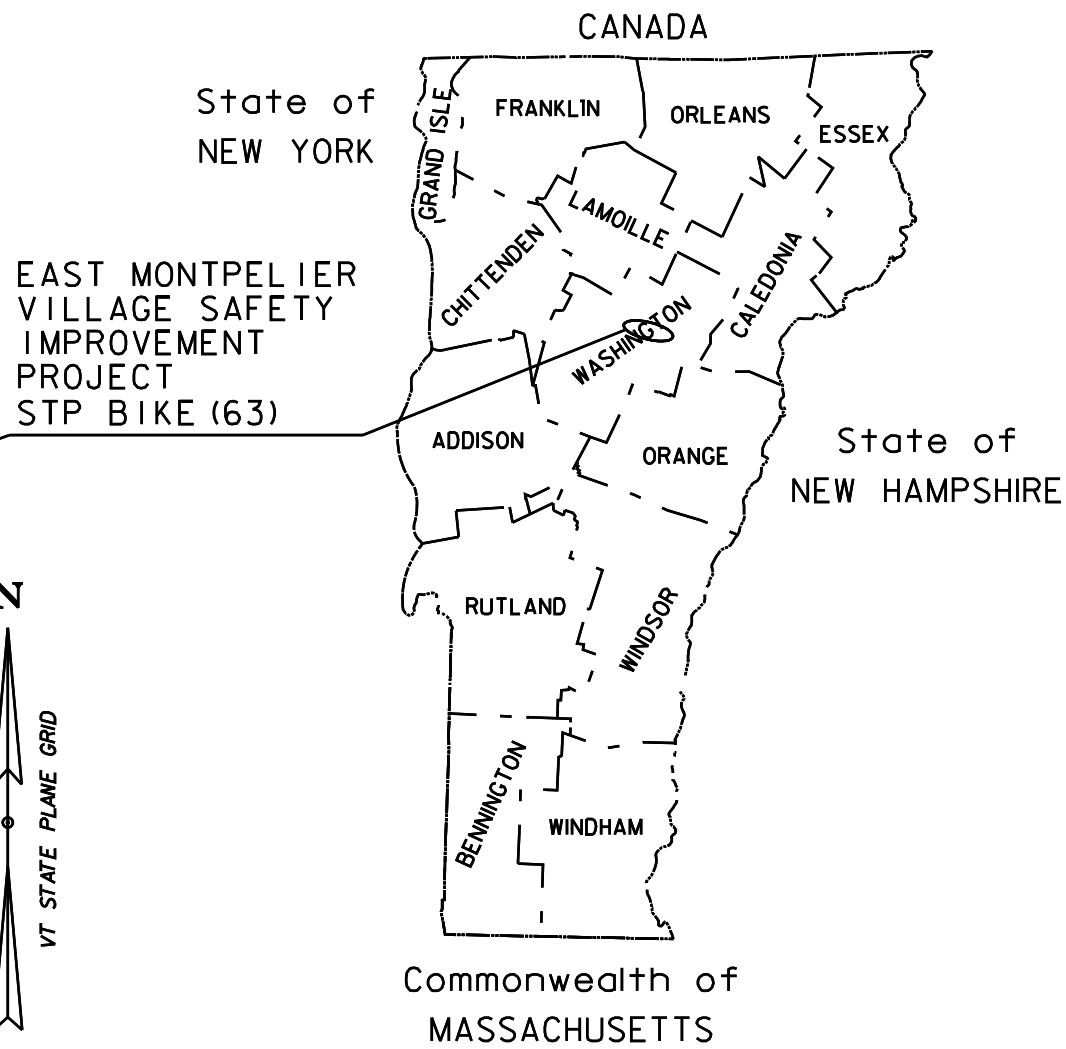 CANADA
State of
NEW YORK
GRAND ISLE
FRANKLIN
ORLEANS
ESSEX
LAMOILLE
CHITTENDEN
CALEDONIA
EAST MONTPELIER
VILLAGE SAFETY
IMPROVEMENT
PROJECT
STP BIKE (63)
WASHINGTON
ADDISON
ORANGE
State of
NEW HAMPSHIRE
N
RUTLAND
WINDSOR
VT STATE PLANE GRID
BENNINGTON
WINDHAM
Commonwealth of
MASSACHUSETTS